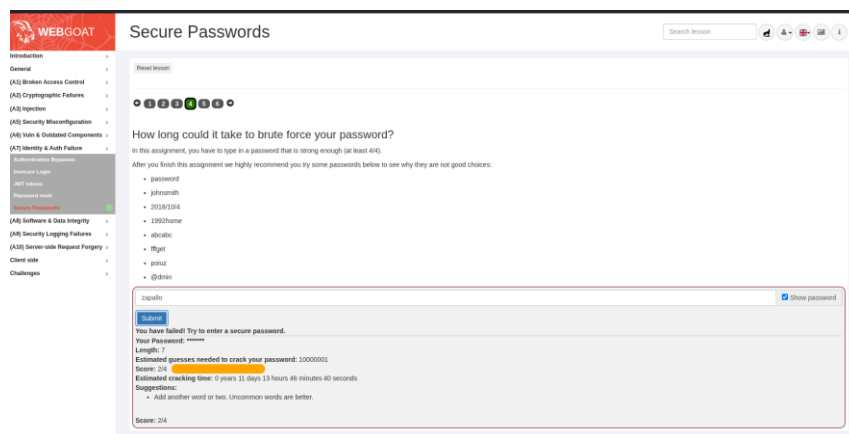 WEBGOAT
Secure Passwords
Search lesson
Introduction
General
(A1) Broken Access Control
(A2) Cryptographic Failures
(A3) Injection
(A5) Security Misconfiguration
(A6) Vuln & Outdated Components
(A7) Identity & Auth Failure
Authentication Bypasses
Insecure Login
JWT tokens
Password reset
Secure Passwords
(A8) Software & Data Integrity
(A9) Security Logging Failures
(A10) Server-side Request Forgery
Client side
Challenges
Reset lesson
1 2 3 4 5 6
How long could it take to brute force your password?
In this assignment, you have to type in a password that is strong enough (at least 4/4).
After you finish this assignment we highly recommend you try some passwords below to see why they are not good choices:
• password
• johnsmith
• 2018/10/4
• 1992home
• abcabc
• fffget
• poiuz
• @dmin
zapallo
Show password
Submit
You have failed! Try to enter a secure password.
Your Password: *******
Length: 7
Estimated guesses needed to crack your password: 10000001
Score: 2/4
Estimated cracking time: 0 years 11 days 13 hours 46 minutes 40 seconds
Suggestions:
• Add another word or two. Uncommon words are better.
Score: 2/4